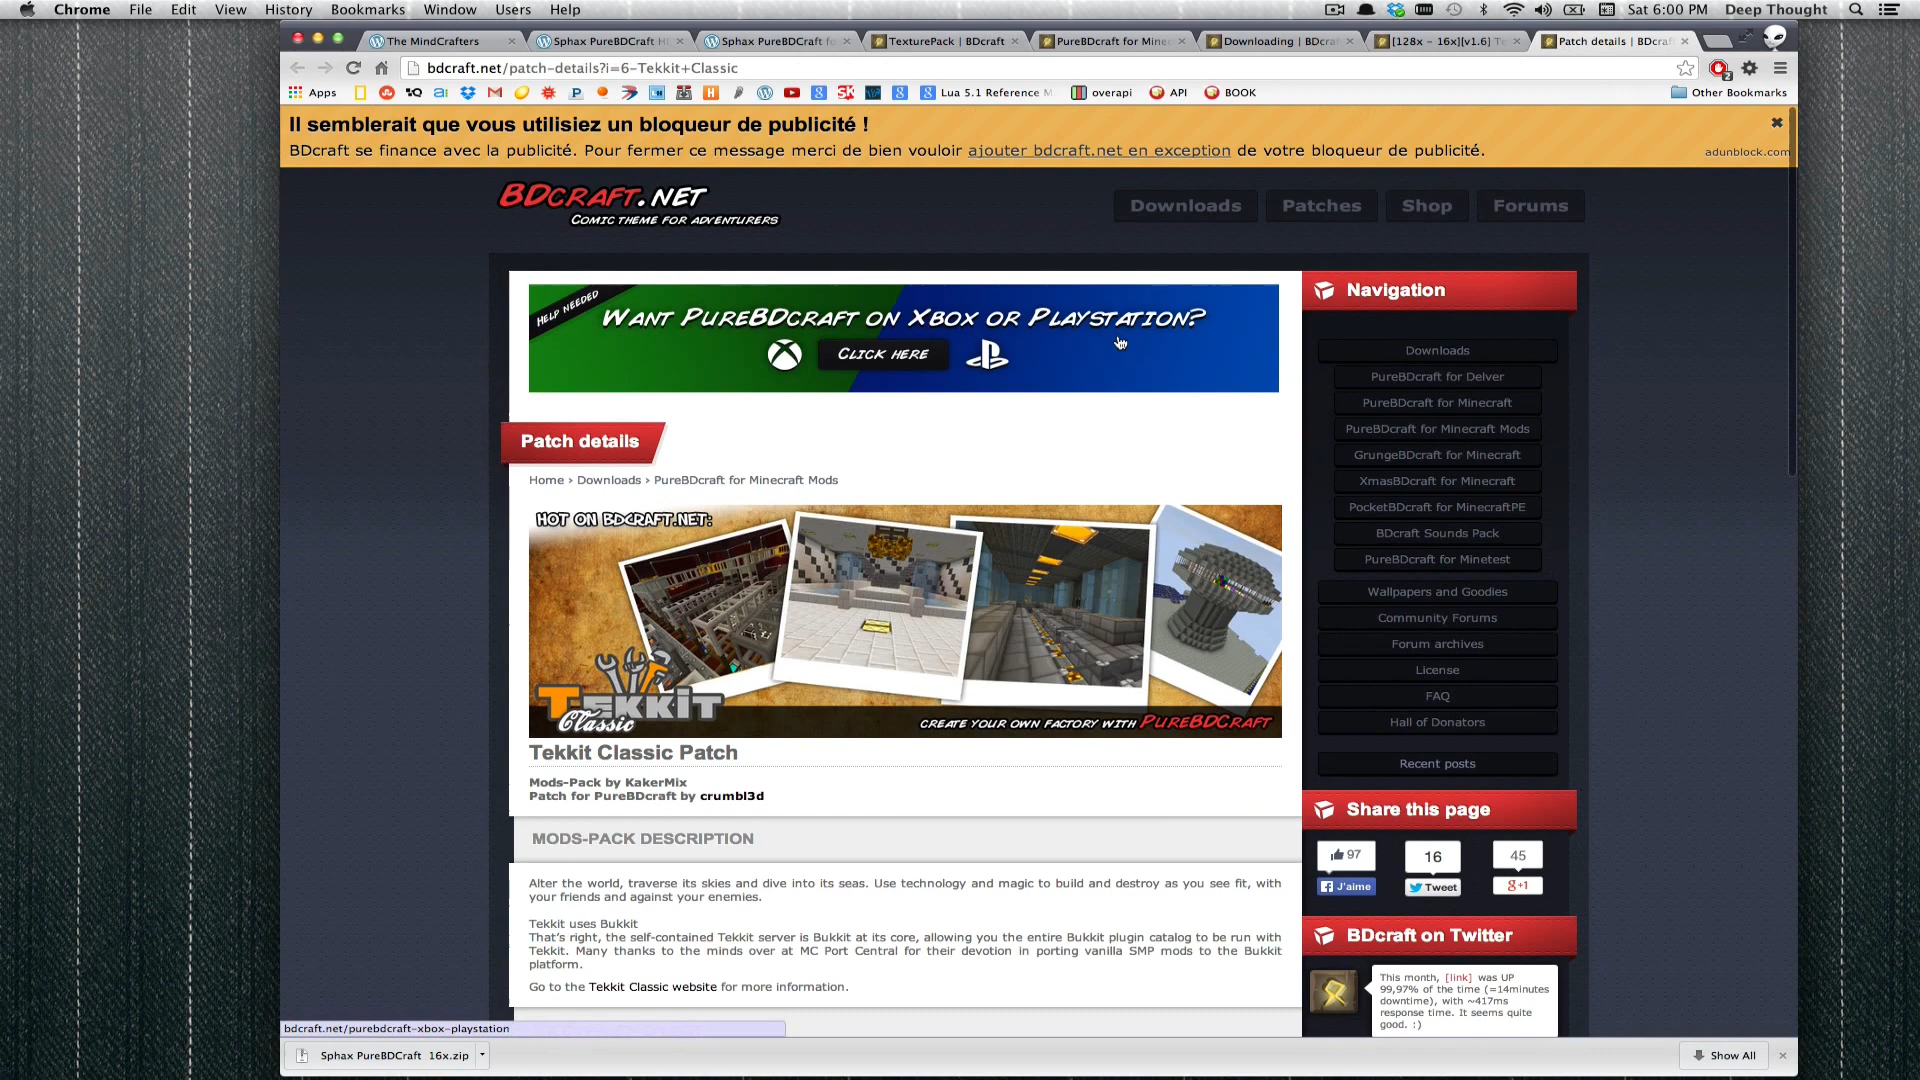 Chrome File Edit View History Bookmarks Window Users Help Sat 6:00 PM Deep Thought
The MindCrafters Sphax PureBDCraft H Sphax PureBDCraft fo TexturePack | BDcraft PureBDcraft for Mine Downloading | BDcra [128x - 16x][v1.6] Te Patch details | BDcraf
bdcraft.net/patch-details?i=6-Tekkit+Classic
Apps Lua 5.1 Reference M overapi API BOOK Other Bookmarks
Il semblerait que vous utilisiez un bloqueur de publicité !
BDcraft se finance avec la publicité. Pour fermer ce message merci de bien vouloir ajouter bdcraft.net en exception de votre bloqueur de publicité.
adunblock.com
BDcraft.net
Comic theme for adventurers
Downloads Patches Shop Forums
Help needed
Want PureBDcraft on Xbox or Playstation?
Click here
Patch details
Home › Downloads › PureBDcraft for Minecraft Mods
Hot on BDcraft.net:
Tekkit
Classic
Create your own factory with PureBDcraft
Tekkit Classic Patch
Mods-Pack by KakerMix
Patch for PureBDcraft by crumbl3d
MODS-PACK DESCRIPTION
Alter the world, traverse its skies and dive into its seas. Use technology and magic to build and destroy as you see fit, with
your friends and against your enemies.
Tekkit uses Bukkit
That's right, the self-contained Tekkit server is Bukkit at its core, allowing you the entire Bukkit plugin catalog to be run with
Tekkit. Many thanks to the minds over at MC Port Central for their devotion in porting vanilla SMP mods to the Bukkit
platform.
Go to the Tekkit Classic website for more information.
Navigation
Downloads
PureBDcraft for Delver
PureBDcraft for Minecraft
PureBDcraft for Minecraft Mods
GrungeBDcraft for Minecraft
XmasBDcraft for Minecraft
PocketBDcraft for MinecraftPE
BDcraft Sounds Pack
PureBDcraft for Minetest
Wallpapers and Goodies
Community Forums
Forum archives
License
FAQ
Hall of Donators
Recent posts
Share this page
97 16 45
J'aime Tweet +1
BDcraft on Twitter
This month, [link] was UP
99,97% of the time (=14minutes
downtime), with ~417ms
response time. It seems quite
good. :)
bdcraft.net/purebdcraft-xbox-playstation
Sphax PureBDCraft 16x.zip Show All